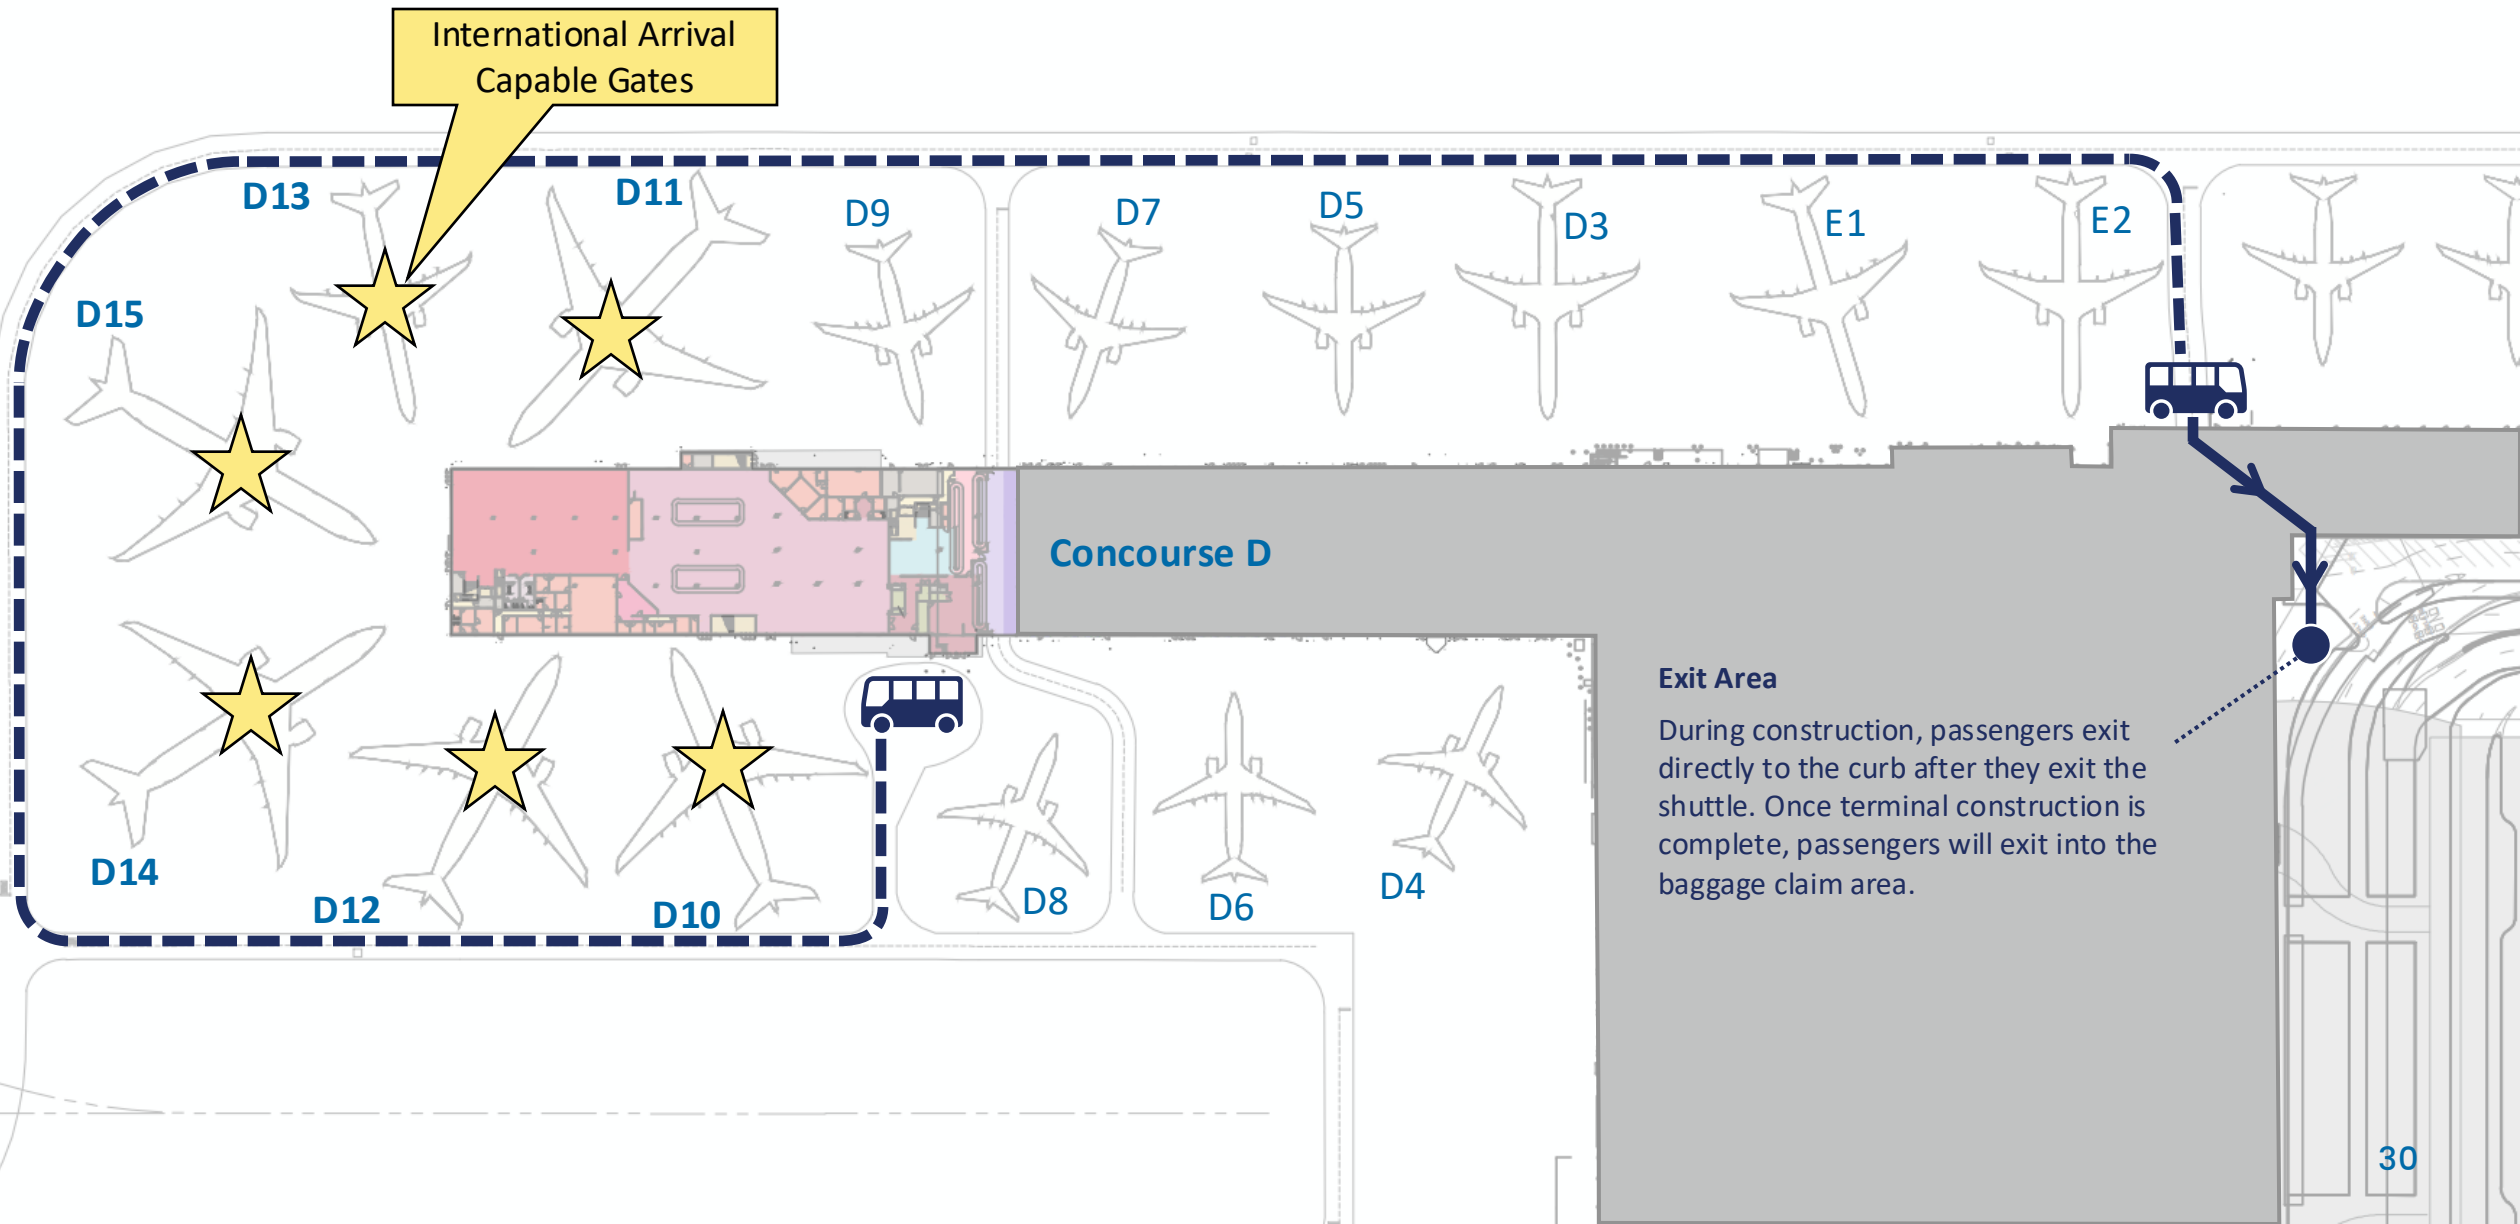 International Arrival
Capable Gates
D13
D11
D9
D7
D5
D3
E1
E2
D15
Concourse D
Exit Area
During construction, passengers exit
directly to the curb after they exit the
shuttle. Once terminal construction is
complete, passengers will exit into the
baggage claim area.
D14
D12
D10
D8
D6
D4
30